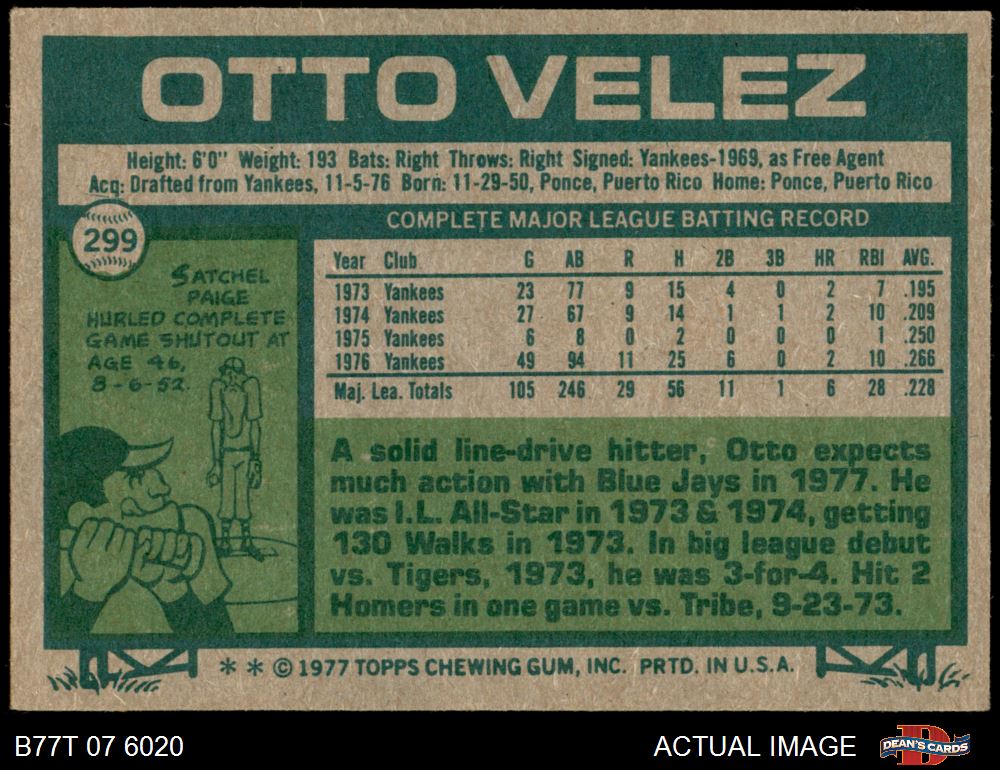 OTTO VELEZ
Height: 6'0" Weight: 193 Bats: Right Throws: Right Signed: Yankees-1969, as Free Agent
Acq: Drafted from Yankees, 11-5-76 Born: 11-29-50, Ponce, Puerto Rico Home: Ponce, Puerto Rico
299
SATCHEL
PAIGE
HURLED COMPLETE
GAME SHUTOUT AT
AGE 46,
8-6-52.
COMPLETE MAJOR LEAGUE BATTING RECORD
Year Club G AB R H 2B 3B HR RBI AVG.
1973 Yankees 23 77 9 15 4 0 2 7 .195
1974 Yankees 27 67 9 14 1 1 2 10 .209
1975 Yankees 6 8 0 2 0 0 0 1 .250
1976 Yankees 49 94 11 25 6 0 2 10 .266
Maj. Lea. Totals 105 246 29 56 11 1 6 28 .228
A solid line-drive hitter, Otto expects
much action with Blue Jays in 1977. He
was I.L. All-Star in 1973 & 1974, getting
130 Walks in 1973. In big league debut
vs. Tigers, 1973, he was 3-for-4. Hit 2
Homers in one game vs. Tribe, 9-23-73.
* * © 1977 TOPPS CHEWING GUM, INC. PRTD. IN U.S.A.
B77T 07 6020
ACTUAL IMAGE
DEAN'S CARDS